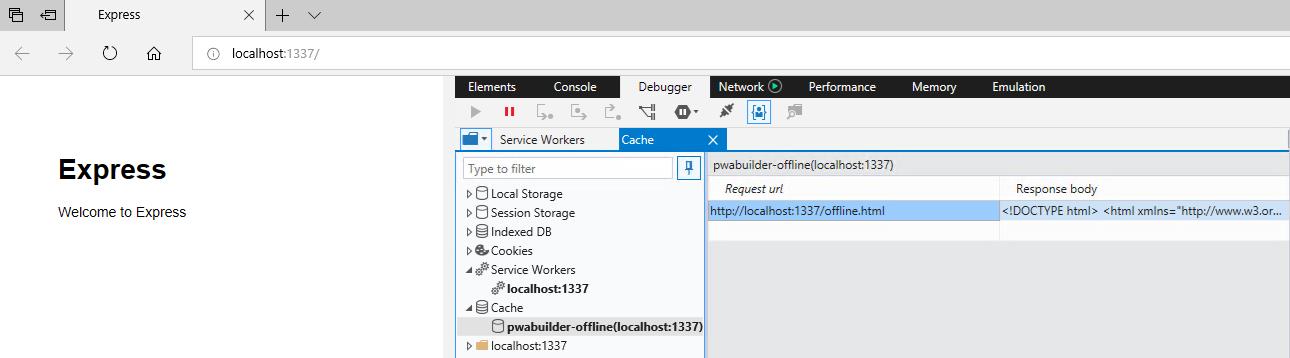 Express
localhost:1337/
Elements Console Debugger Network Performance Memory Emulation
Service Workers Cache
Express
Welcome to Express
Type to filter
Local Storage
Session Storage
Indexed DB
Cookies
Service Workers
localhost:1337
Cache
pwabuilder-offline(localhost:1337)
localhost:1337
pwabuilder-offline(localhost:1337)
Request url Response body
http://localhost:1337/offline.html <!DOCTYPE html> <html xmlns="http://www.w3.or...